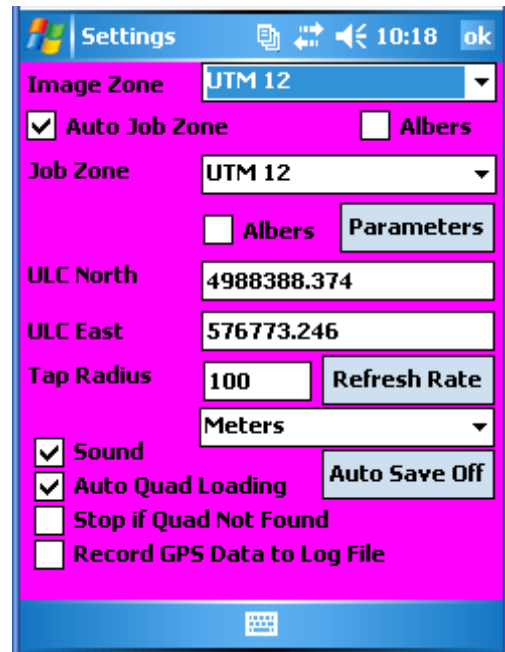 Settings 10:18 ok
Image Zone UTM 12
Auto Job Zone Albers
Job Zone UTM 12
Albers Parameters
ULC North 4988388.374
ULC East 576773.246
Tap Radius 100 Refresh Rate
Meters
Sound
Auto Save Off
Auto Quad Loading
Stop if Quad Not Found
Record GPS Data to Log File